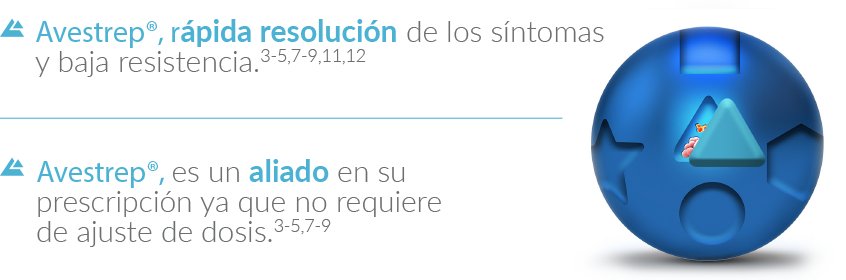 Avestrep®, rápida resolución de los síntomas
y baja resistencia.3-5,7-9,11,12
Avestrep®, es un aliado en su
prescripción ya que no requiere
de ajuste de dosis.3-5,7-9